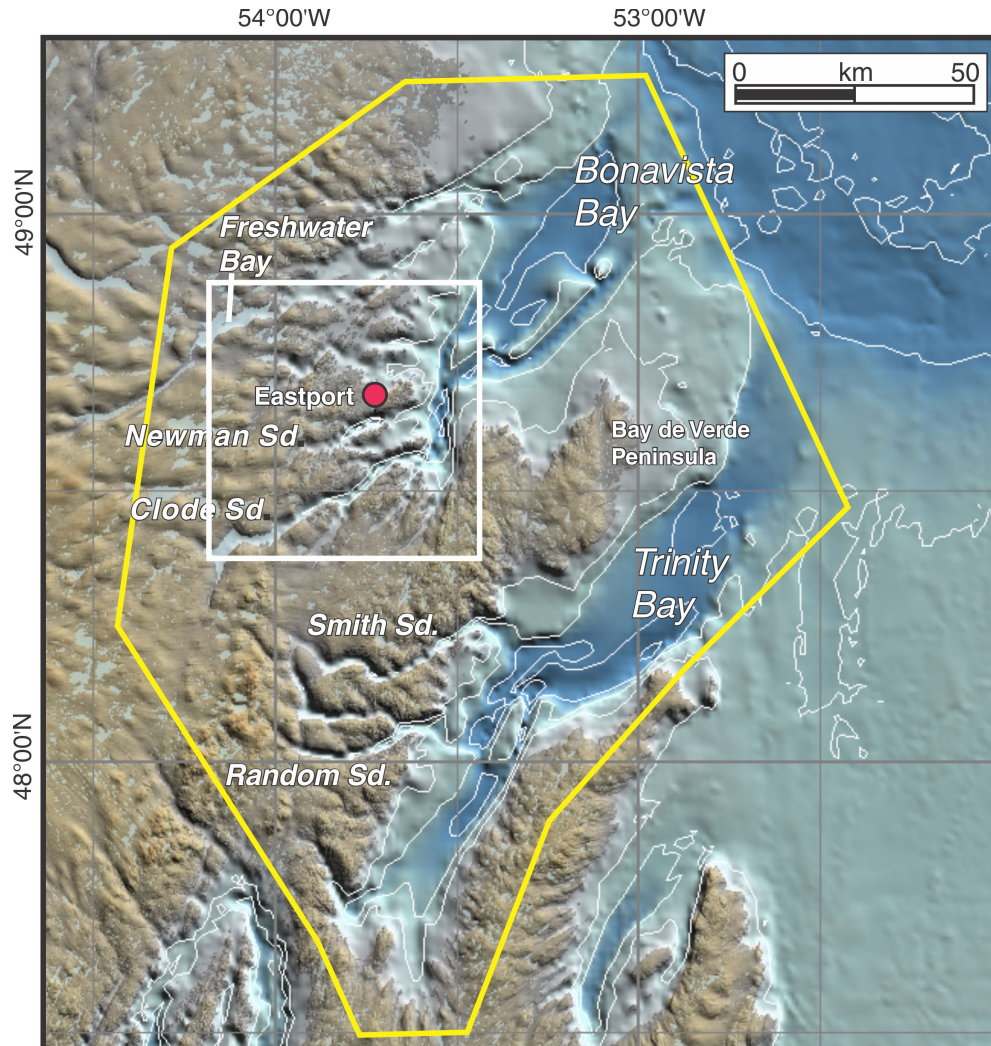 54°00'W
53°00'W
0 km 50
Bonavista
Bay
49°00'N
Freshwater
Bay
Eastport
Newman Sd.
Bay de Verde
Peninsula
Clode Sd.
Trinity
Bay
Smith Sd.
48°00'N
Random Sd.